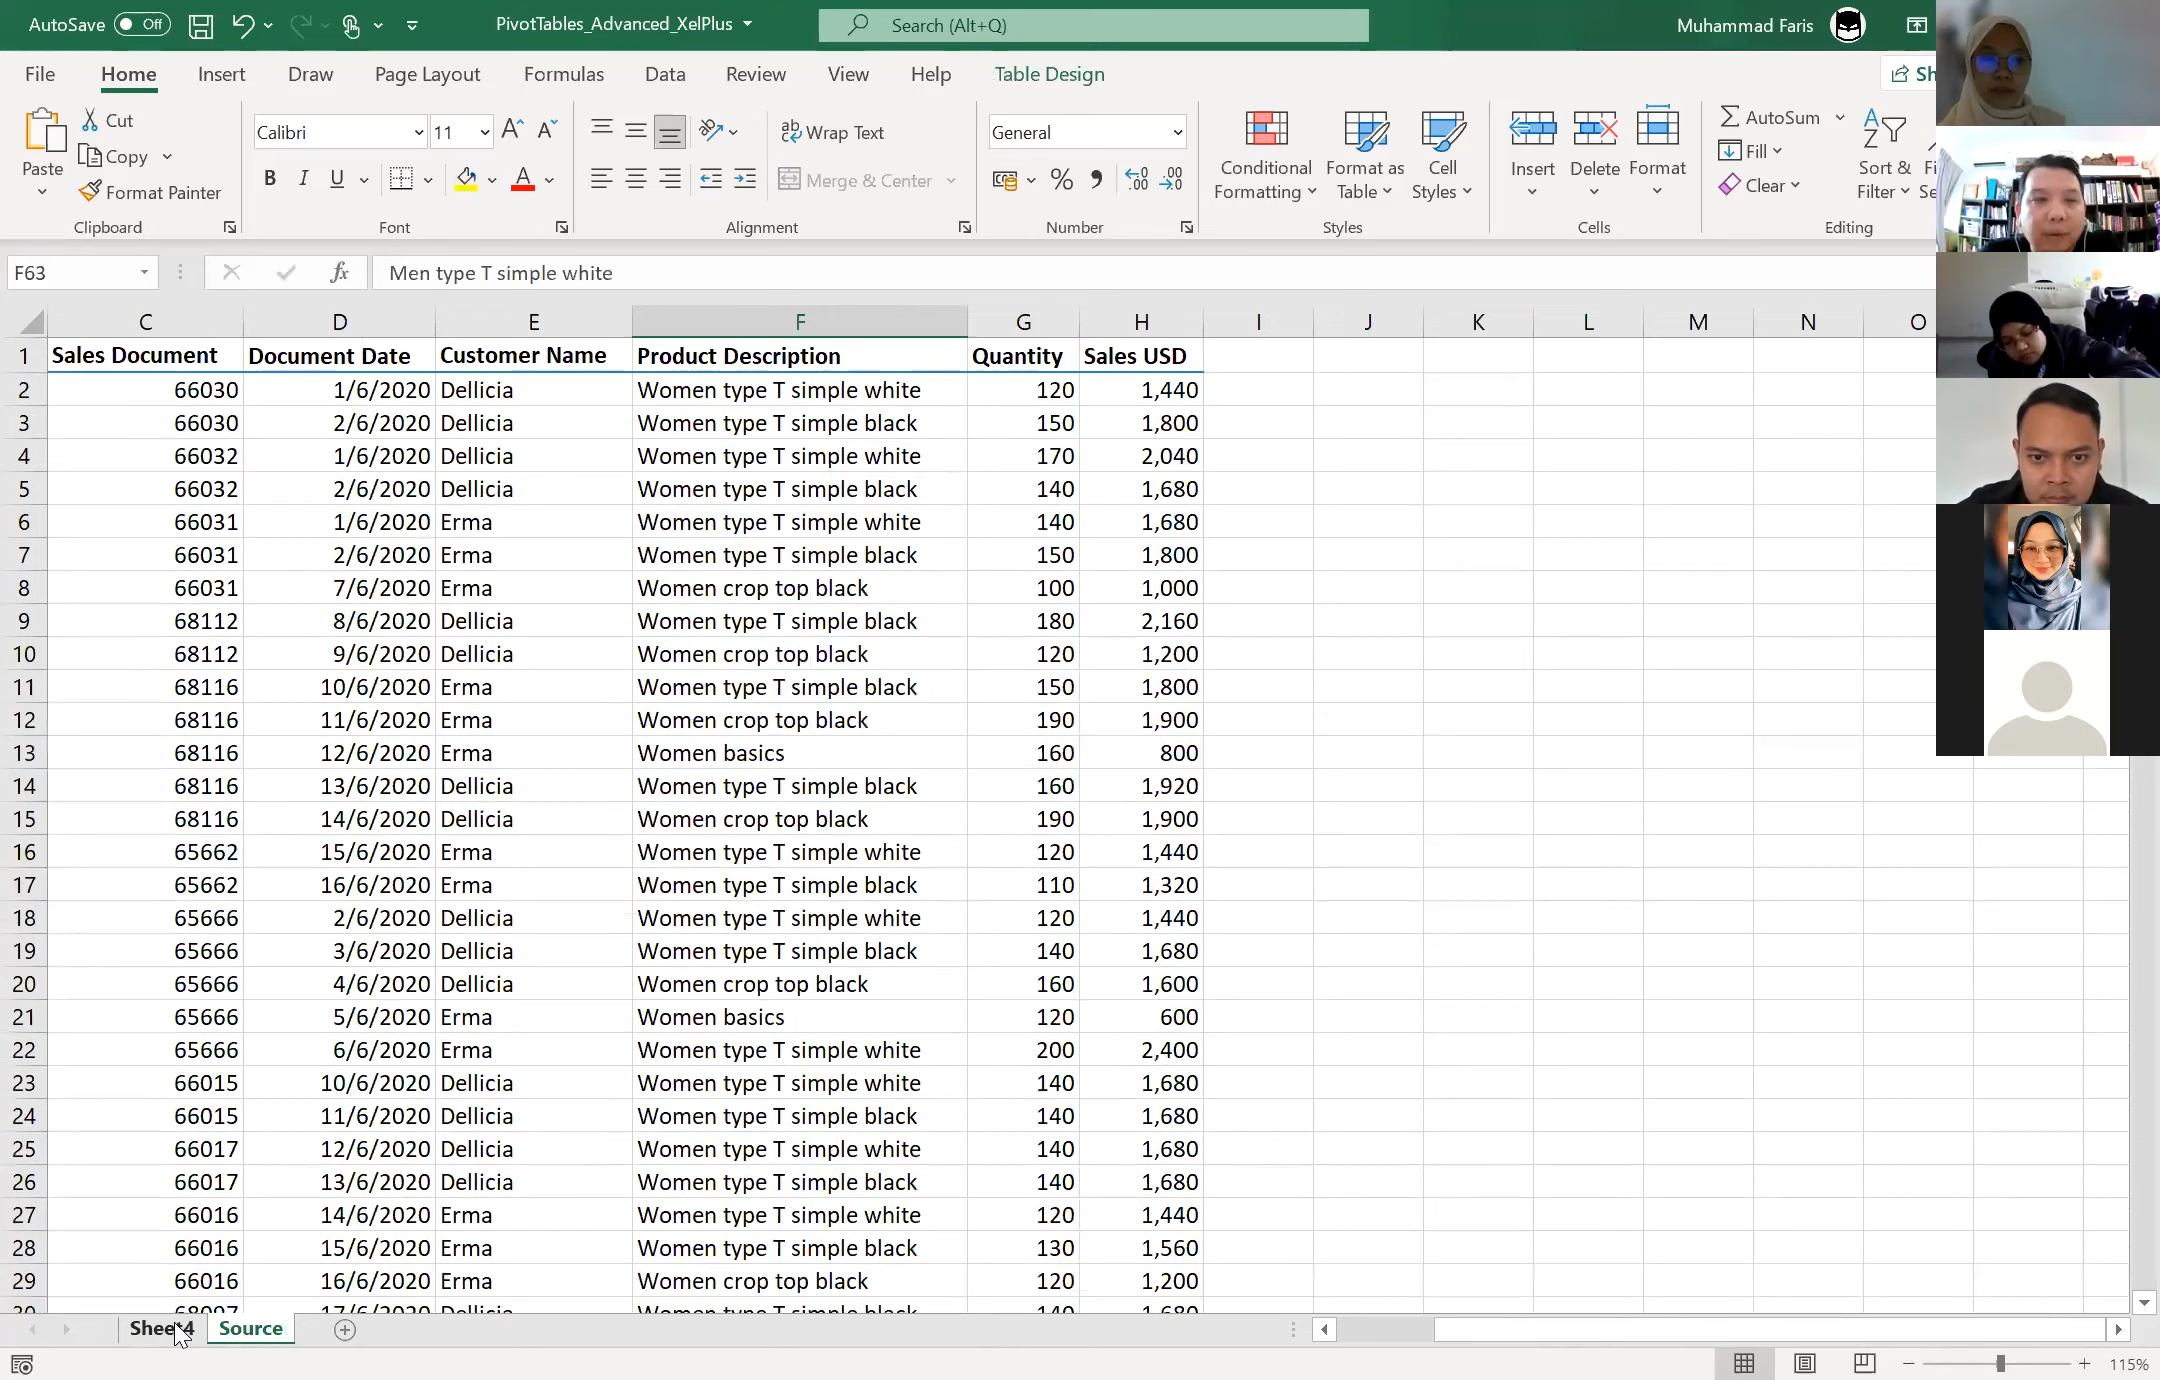 AutoSave Off PivotTables_Advanced_XelPlus Search (Alt+Q) Muhammad Faris
File Home Insert Draw Page Layout Formulas Data Review View Help Table Design Sh
Paste Cut Copy Format Painter Clipboard
Calibri 11 B I U A Font
ab Wrap Text Merge & Center Alignment
General % Number
Conditional Formatting Format as Table Cell Styles Styles
Insert Delete Format Cells
AutoSum Fill Clear Sort & Filter Editing
F63 fx Men type T simple white
C D E F G H I J K L M N O
1 Sales Document Document Date Customer Name Product Description Quantity Sales USD
2 66030 1/6/2020 Dellicia Women type T simple white 120 1,440
3 66030 2/6/2020 Dellicia Women type T simple black 150 1,800
4 66032 1/6/2020 Dellicia Women type T simple white 170 2,040
5 66032 2/6/2020 Dellicia Women type T simple black 140 1,680
6 66031 1/6/2020 Erma Women type T simple white 140 1,680
7 66031 2/6/2020 Erma Women type T simple black 150 1,800
8 66031 7/6/2020 Erma Women crop top black 100 1,000
9 68112 8/6/2020 Dellicia Women type T simple black 180 2,160
10 68112 9/6/2020 Dellicia Women crop top black 120 1,200
11 68116 10/6/2020 Erma Women type T simple black 150 1,800
12 68116 11/6/2020 Erma Women crop top black 190 1,900
13 68116 12/6/2020 Erma Women basics 160 800
14 68116 13/6/2020 Dellicia Women type T simple black 160 1,920
15 68116 14/6/2020 Dellicia Women crop top black 190 1,900
16 65662 15/6/2020 Erma Women type T simple white 120 1,440
17 65662 16/6/2020 Erma Women type T simple black 110 1,320
18 65666 2/6/2020 Dellicia Women type T simple white 120 1,440
19 65666 3/6/2020 Dellicia Women type T simple black 140 1,680
20 65666 4/6/2020 Dellicia Women crop top black 160 1,600
21 65666 5/6/2020 Erma Women basics 120 600
22 65666 6/6/2020 Erma Women type T simple white 200 2,400
23 66015 10/6/2020 Dellicia Women type T simple white 140 1,680
24 66015 11/6/2020 Dellicia Women type T simple black 140 1,680
25 66017 12/6/2020 Dellicia Women type T simple white 140 1,680
26 66017 13/6/2020 Dellicia Women type T simple black 140 1,680
27 66016 14/6/2020 Erma Women type T simple white 120 1,440
28 66016 15/6/2020 Erma Women type T simple black 130 1,560
29 66016 16/6/2020 Erma Women crop top black 120 1,200
30 68097 17/6/2020 Dellicia Women type T simple black 140 1,680
Sheet4 Source
115%